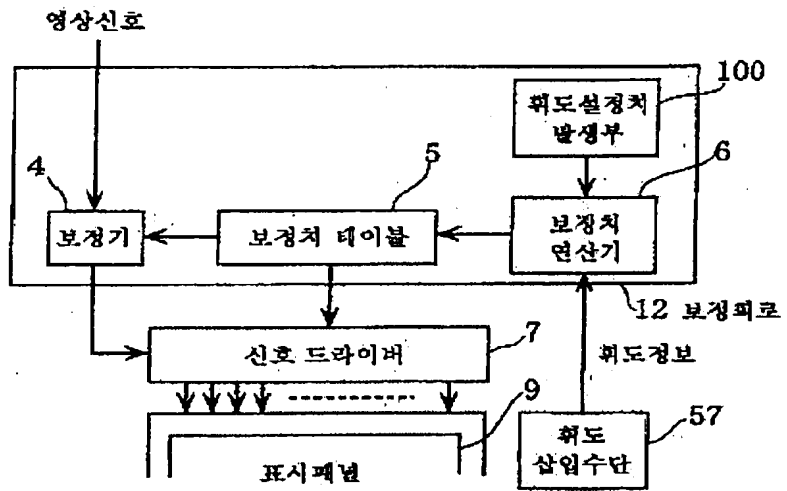 영상신호
100
휘도설정치
발생부
6
4
5
보정기
보정치 테이블
보정치
연산기
12 보정회로
신호 드라이버
7
휘도정보
9
57
표시패널
휘도
삽입수단